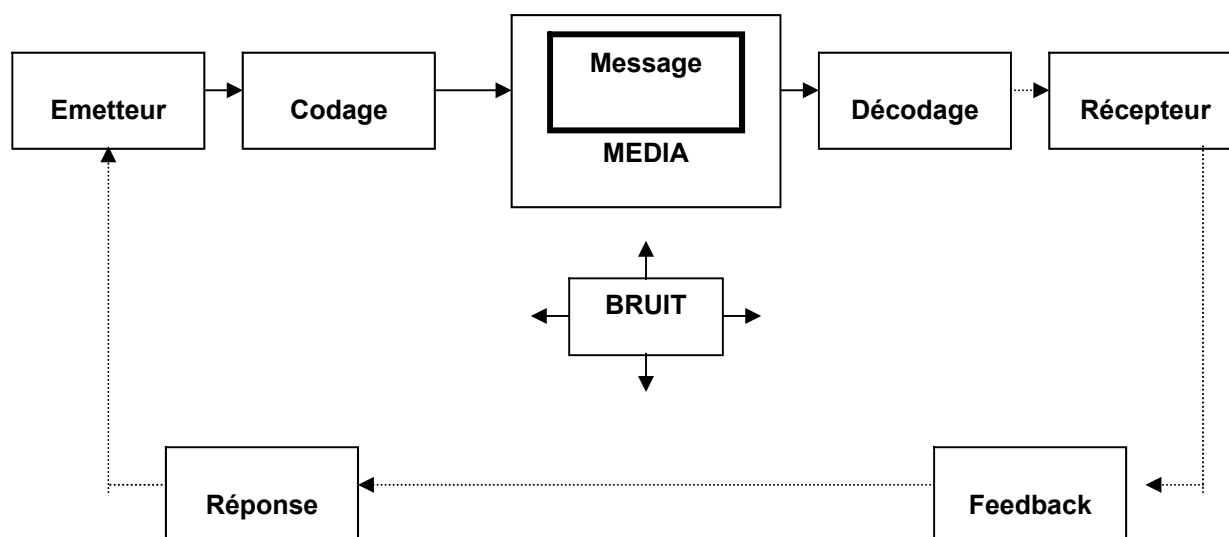 Message
Emetteur
Codage
Décodage
Récepteur
MEDIA
BRUIT
Réponse
Feedback